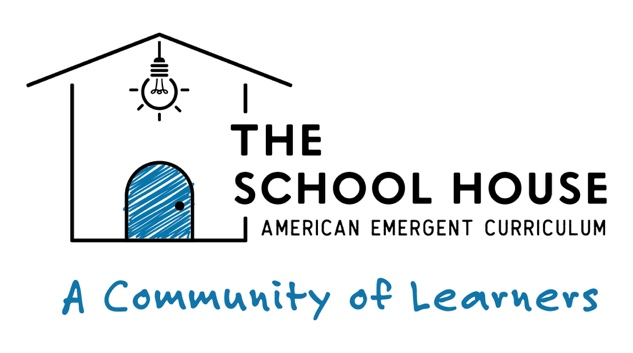 THE
SCHOOL HOUSE
AMERICAN EMERGENT CURRICULUM
A Community of Learners